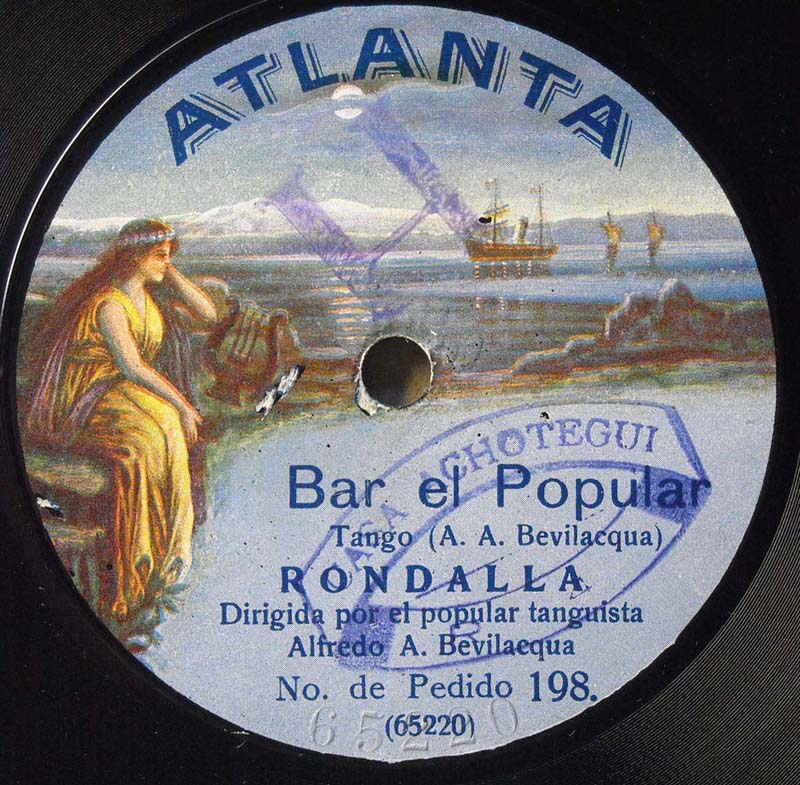 ATLANTA
CASA ACHOTEGUI
Bar el Popular
Tango (A. A. Bevilacqua)
RONDALLA
Dirigida por el popular tanguista
Alfredo A. Bevilacqua
No. de Pedido 198.
(65220)
65220